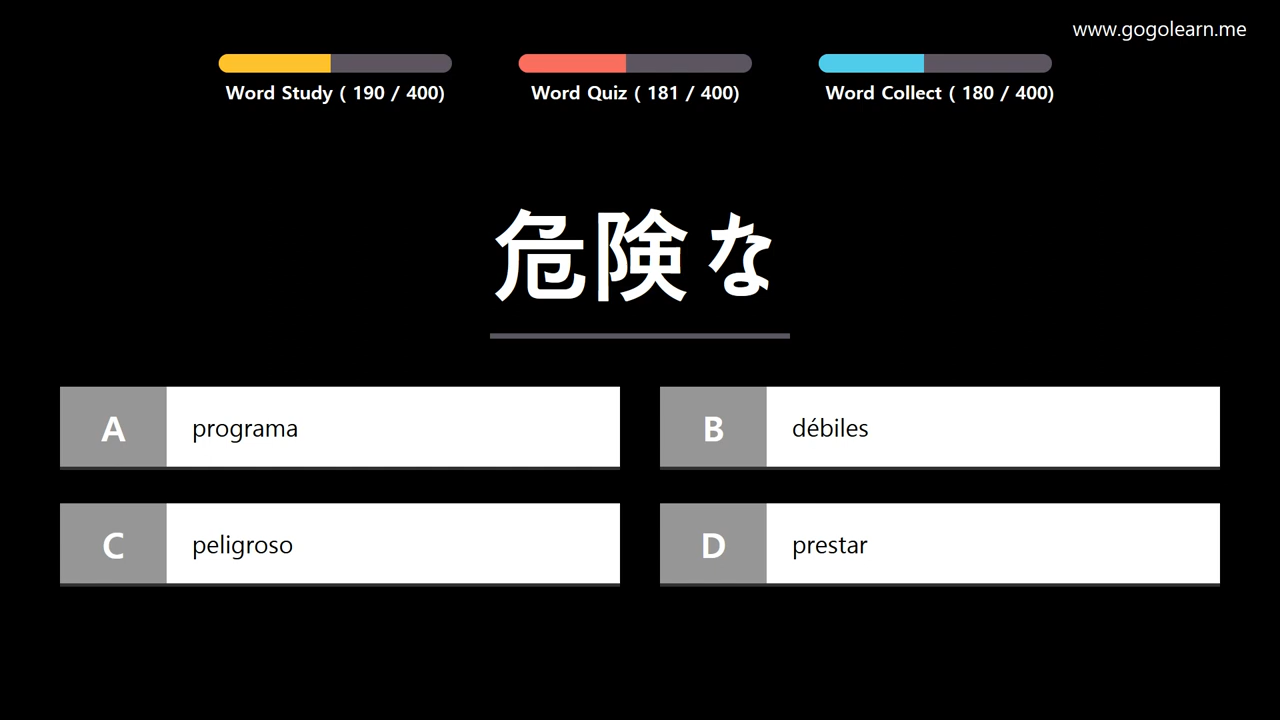 www.gogolearn.me
Word Study ( 190 / 400)
Word Quiz ( 181 / 400)
Word Collect ( 180 / 400)
危険な
A programa
B débiles
C peligroso
D prestar